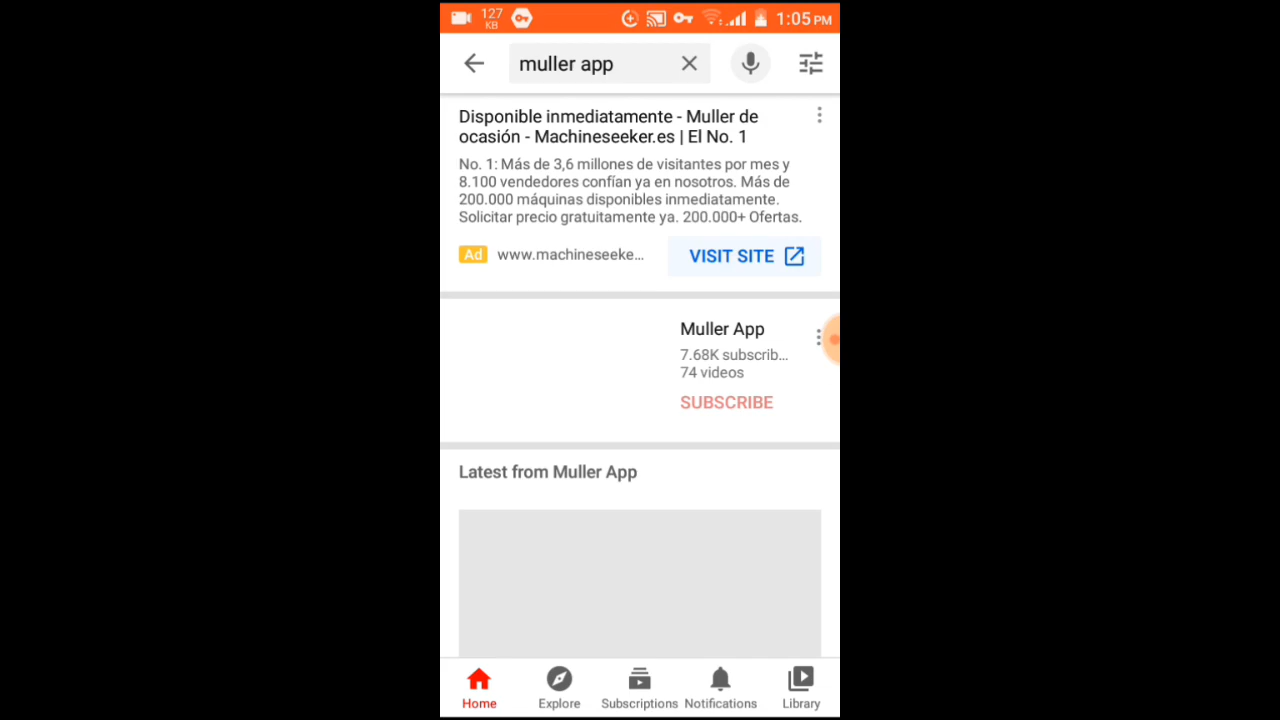 127 KB
1:05 PM
muller app
Disponible inmediatamente - Muller de
ocasión - Machineseeker.es | El No. 1
No. 1: Más de 3,6 millones de visitantes por mes y
8.100 vendedores confían ya en nosotros. Más de
200.000 máquinas disponibles inmediatamente.
Solicitar precio gratuitamente ya. 200.000+ Ofertas.
Ad www.machineseeke... VISIT SITE
Muller App
7.68K subscrib...
74 videos
SUBSCRIBE
Latest from Muller App
Home Explore Subscriptions Notifications Library